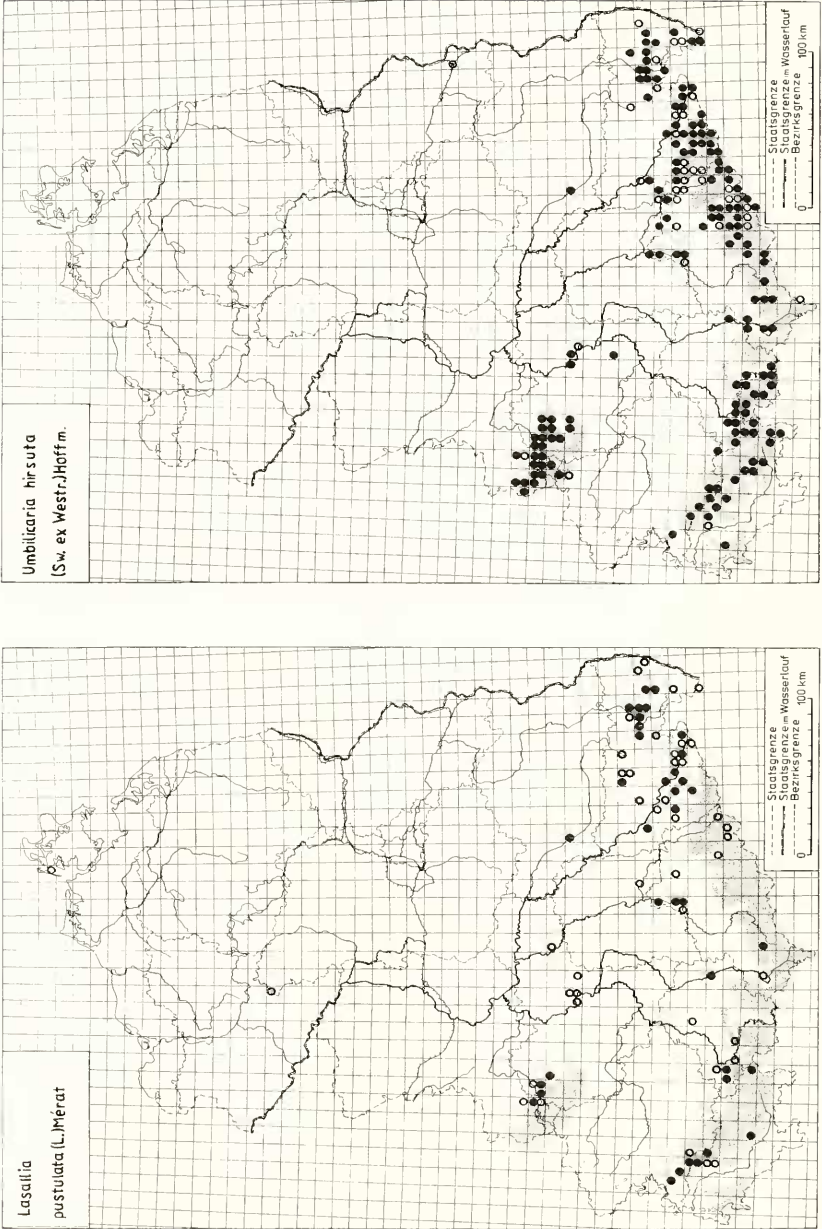 Umbilicaria hirsuta
(Sw. ex Westr.)Hoffm.
Staatsgrenze
Staatsgrenze im Wasserlauf
Bezirksgrenze
0 100 km
Lasallia
pustulata (L.)Mérat
Staatsgrenze
Staatsgrenze im Wasserlauf
Bezirksgrenze
0 100 km